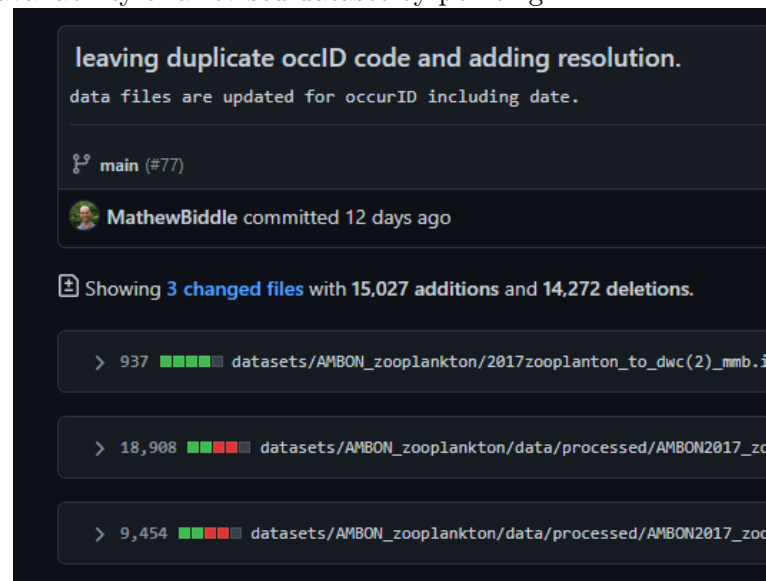 leaving duplicate occID code and adding resolution.
data files are updated for occurID including date.
main (#77)
MathewBiddle committed 12 days ago
Showing 3 changed files with 15,027 additions and 14,272 deletions.
937 datasets/AMBON_zooplankton/2017zooplanton_to_dwc(2)_mmb.i
18,908 datasets/AMBON_zooplankton/data/processed/AMBON2017_zo
9,454 datasets/AMBON_zooplankton/data/processed/AMBON2017_zoo